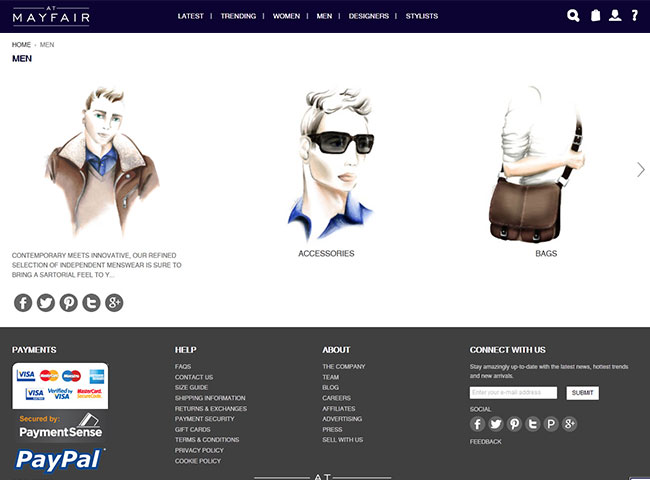 AT
MAYFAIR
LATEST | TRENDING | WOMEN | MEN | DESIGNERS | STYLISTS
?
HOME › MEN
MEN
ACCESSORIES
BAGS
CONTEMPORARY MEETS INNOVATIVE, OUR REFINED
SELECTION OF INDEPENDENT MENSWEAR IS SURE TO
BRING A SARTORIAL FEEL TO Y...
f t g+
PAYMENTS
VISA MasterCard Maestro
VISA Verified by VISA MasterCard. SecureCode.
Secured by:
PaymentSense
PayPal
HELP
FAQS
CONTACT US
SIZE GUIDE
SHIPPING INFORMATION
RETURNS & EXCHANGES
PAYMENT SECURITY
GIFT CARDS
TERMS & CONDITIONS
PRIVACY POLICY
COOKIE POLICY
ABOUT
THE COMPANY
TEAM
BLOG
CAREERS
AFFILIATES
ADVERTISING
PRESS
SELL WITH US
CONNECT WITH US
Stay amazingly up-to-date with the latest news, hottest trends
and new arrivals.
Enter your e-mail address SUBMIT
SOCIAL
f t P g+
FEEDBACK
AT